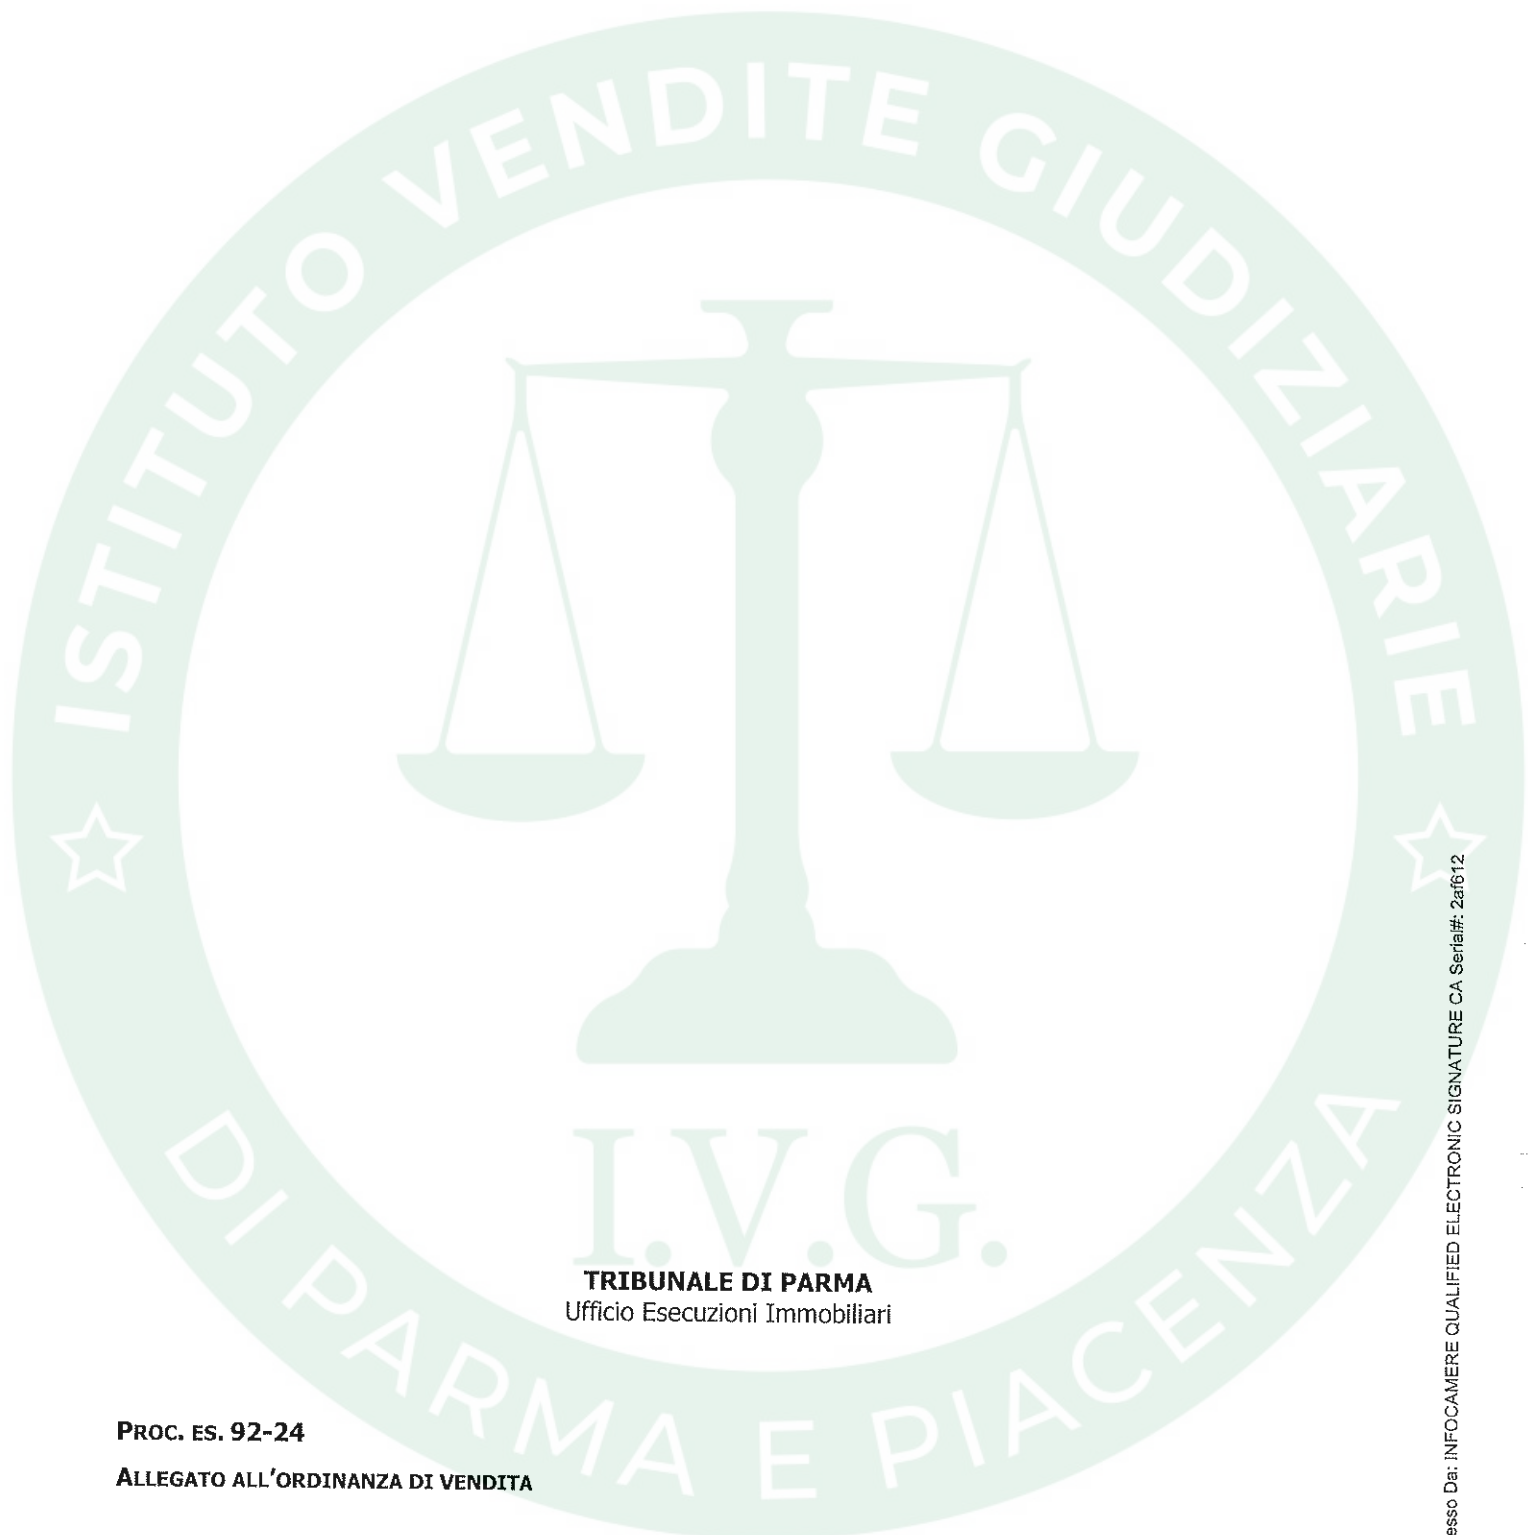 ISTITUTO VENDITE GIUDIZIARIE
DI PARMA E PIACENZA
I.V.G.
TRIBUNALE DI PARMA
Ufficio Esecuzioni Immobiliari
PROC. ES. 92-24
ALLEGATO ALL'ORDINANZA DI VENDITA
esso Da: INFOCAMERE QUALIFIED ELECTRONIC SIGNATURE CA Serial#: 2af612